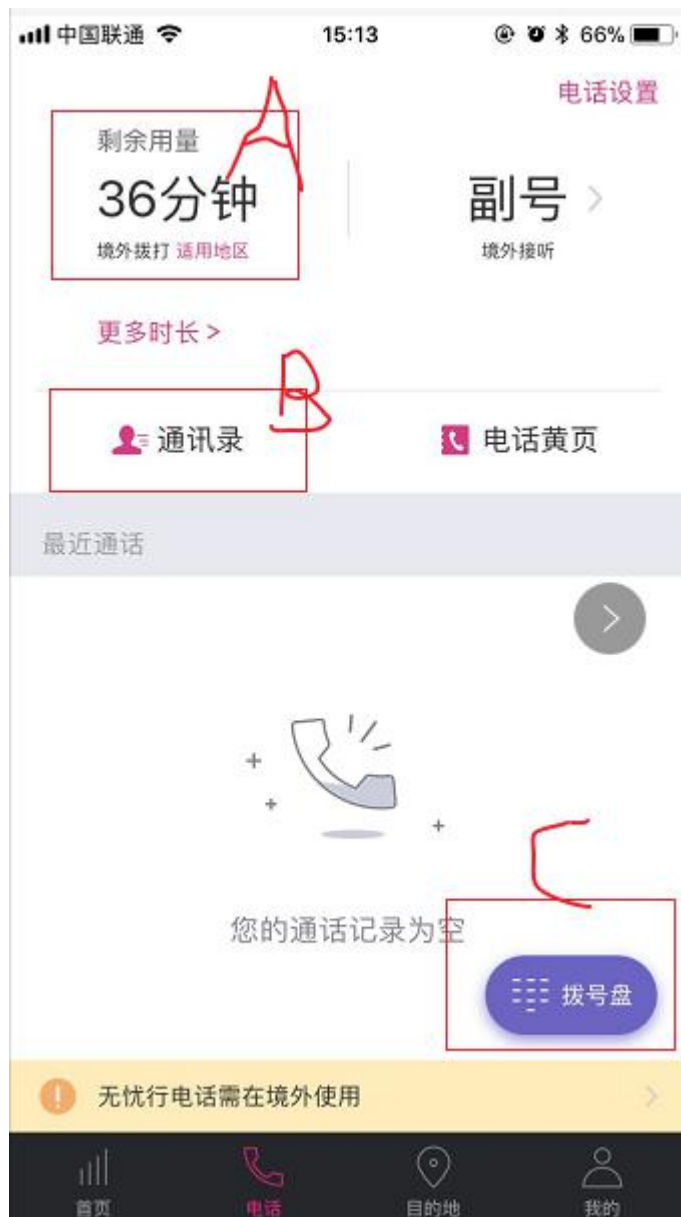 中国联通 15:13 66%
电话设置
A
剩余用量
36分钟
境外拨打 适用地区
副号 >
境外接听
更多时长 >
B
通讯录
电话黄页
最近通话
C
您的通话记录为空
拨号盘
无忧行电话需在境外使用
首页 电话 目的地 我的